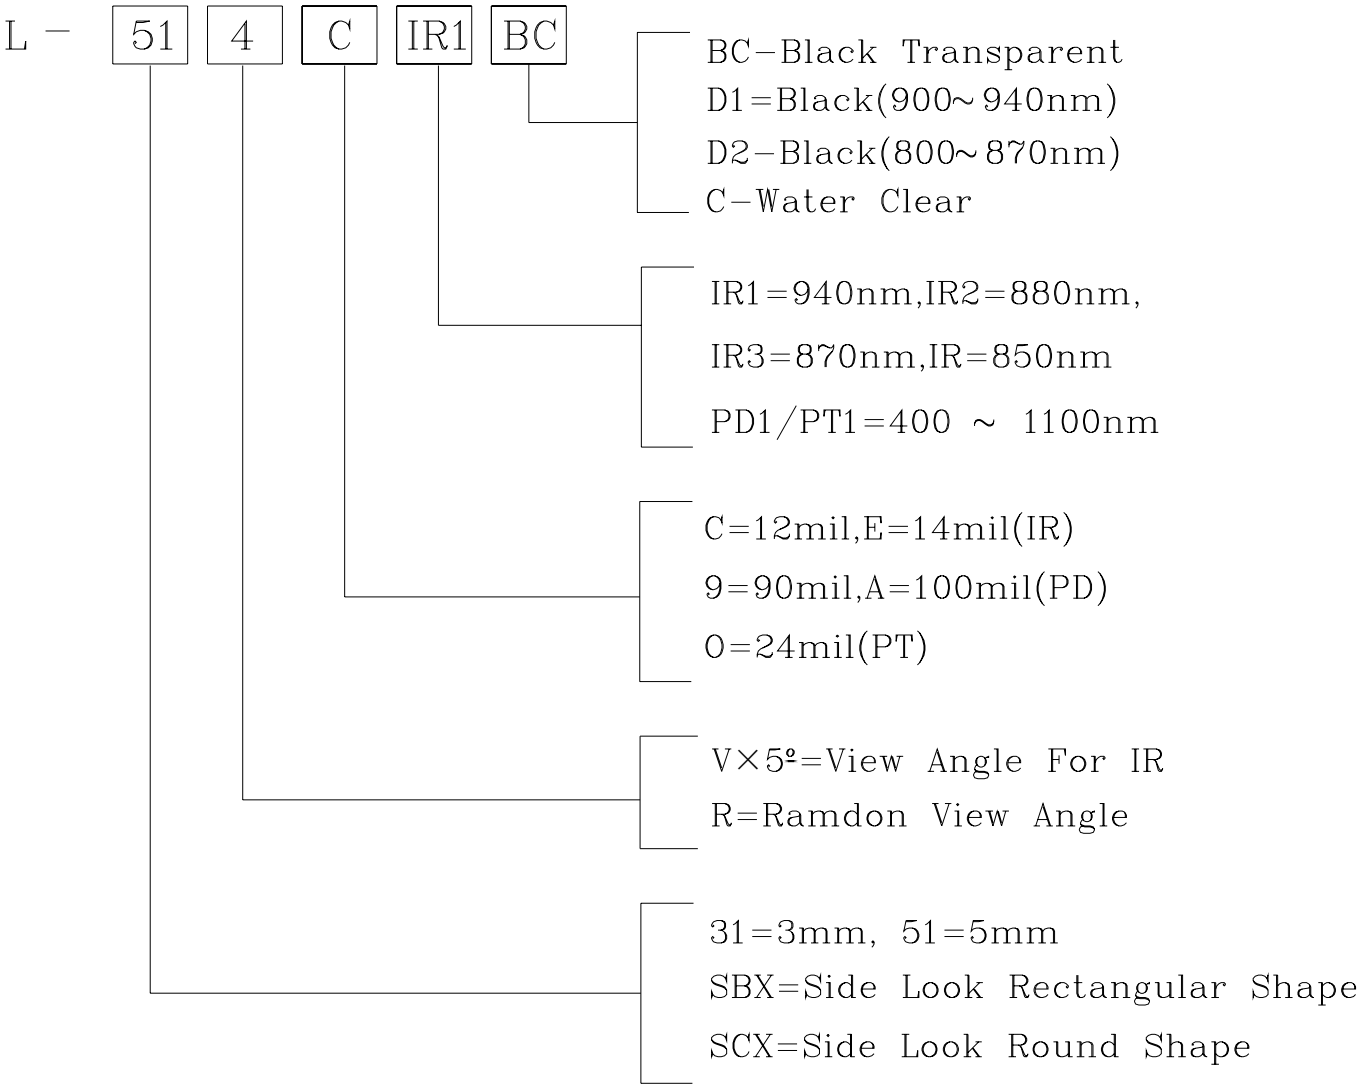 L - 51 4 C IR1 BC
BC-Black Transparent
D1=Black(900~940nm)
D2-Black(800~870nm)
C-Water Clear
IR1=940nm,IR2=880nm,
IR3=870nm,IR=850nm
PD1/PT1=400 ~ 1100nm
C=12mil,E=14mil(IR)
9=90mil,A=100mil(PD)
0=24mil(PT)
V×5º=View Angle For IR
R=Ramdon View Angle
31=3mm, 51=5mm
SBX=Side Look Rectangular Shape
SCX=Side Look Round Shape